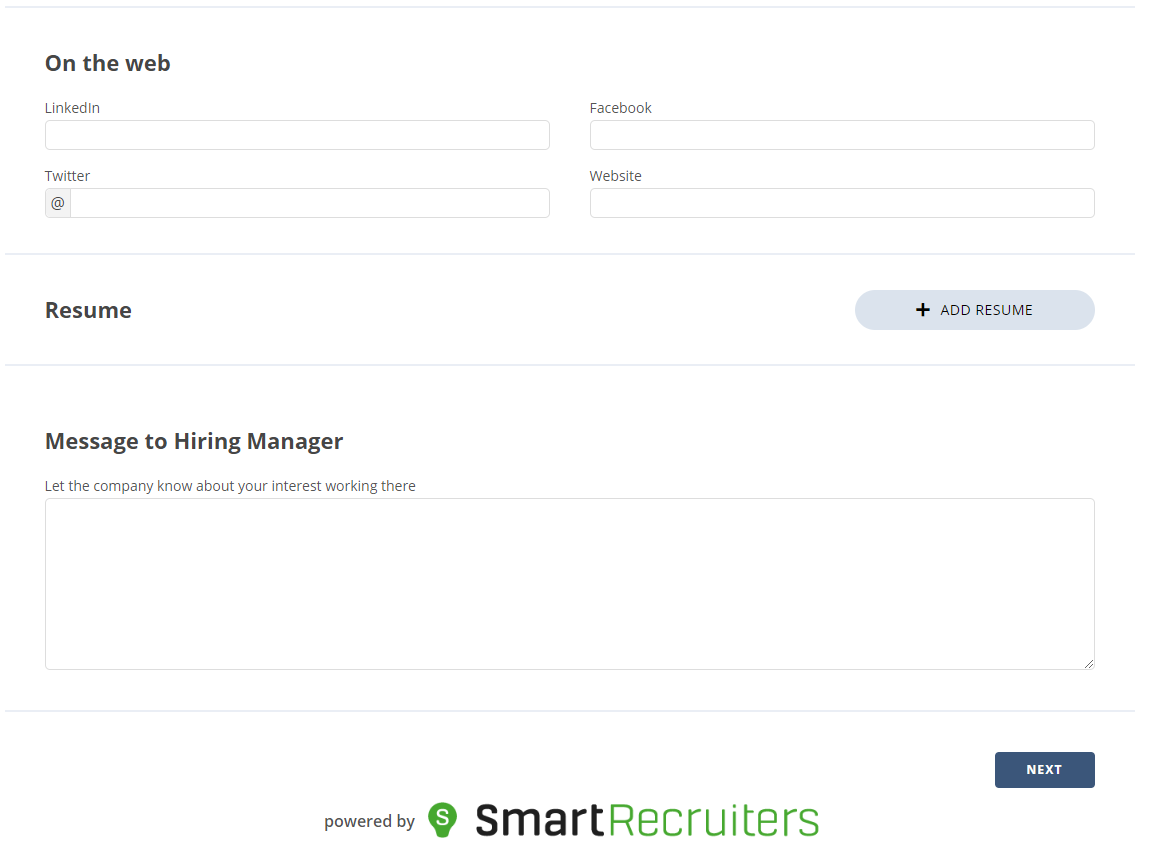 On the web
LinkedIn Facebook
Twitter Website
@
Resume + ADD RESUME
Message to Hiring Manager
Let the company know about your interest working there
NEXT
powered by S SmartRecruiters